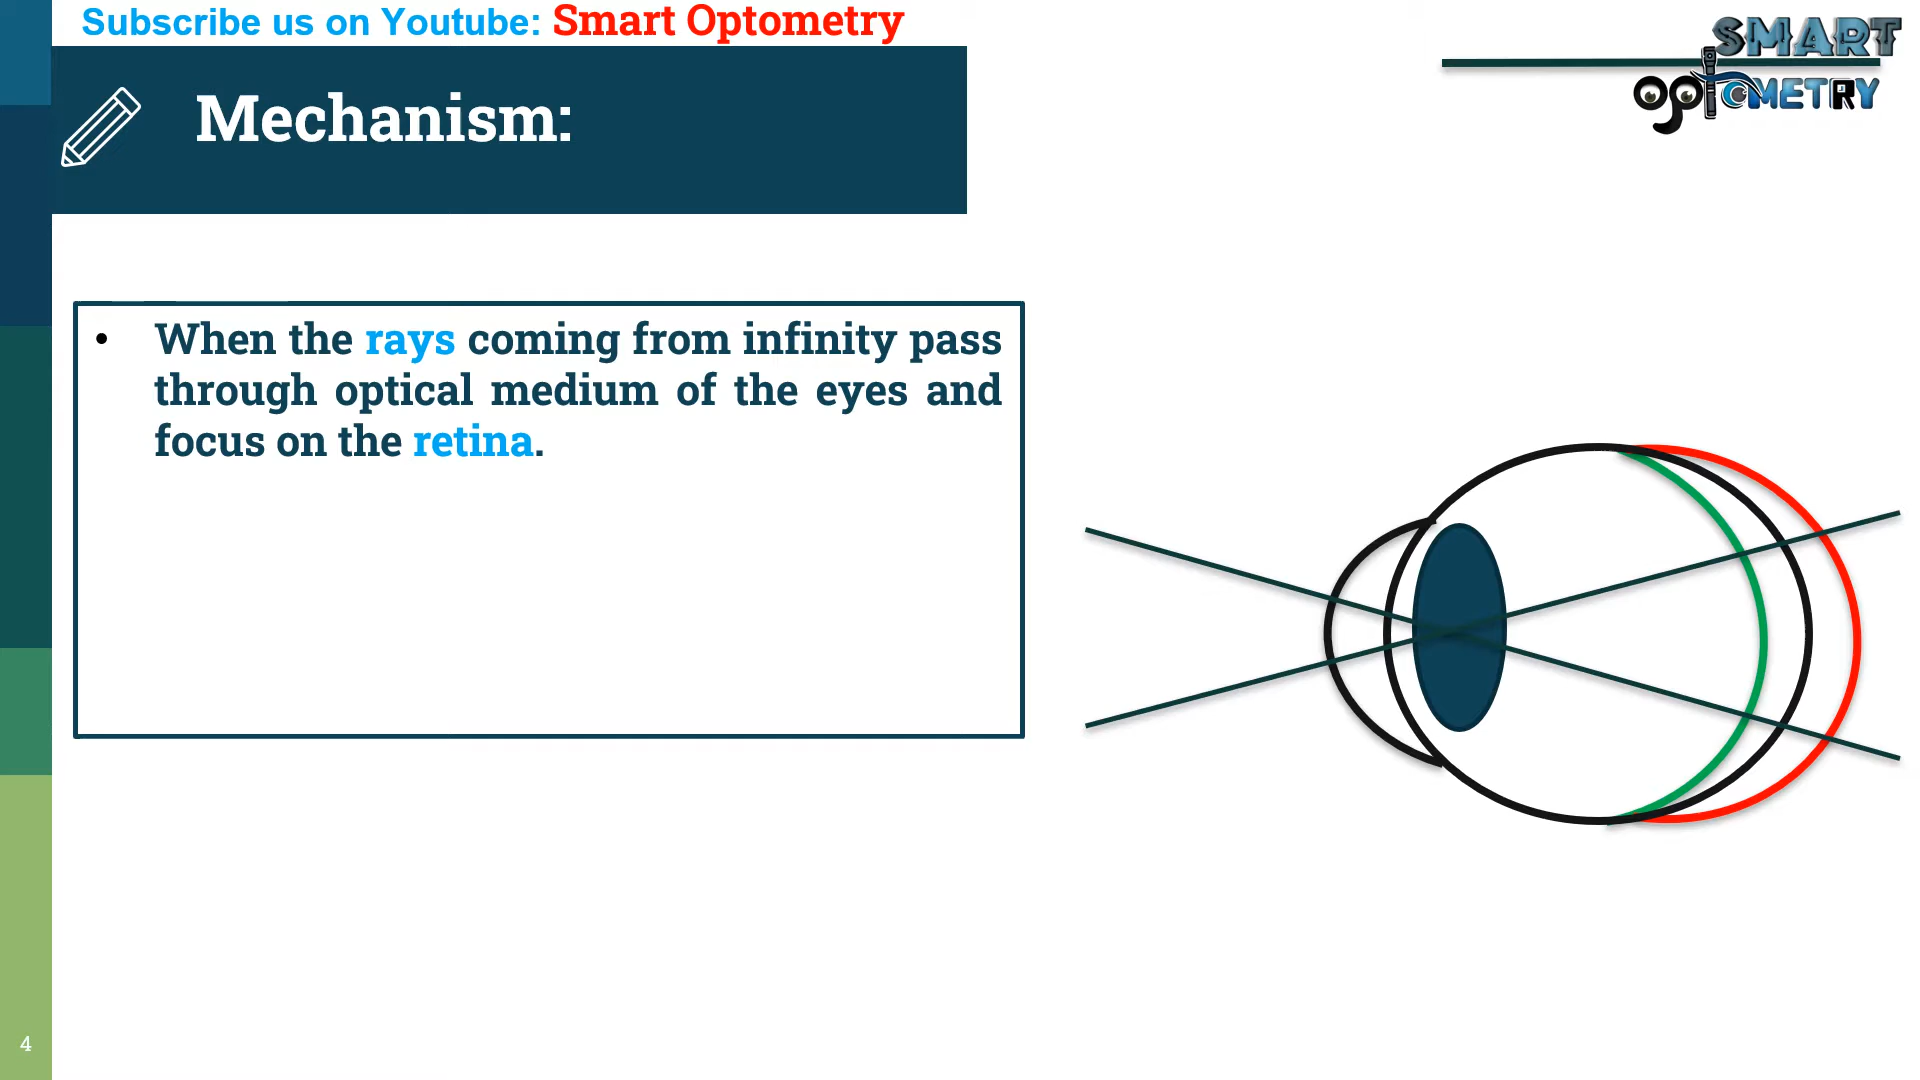 Subscribe us on Youtube: Smart Optometry
SMART
OptOMETRY
Mechanism:
• When the rays coming from infinity pass
through optical medium of the eyes and
focus on the retina.
4